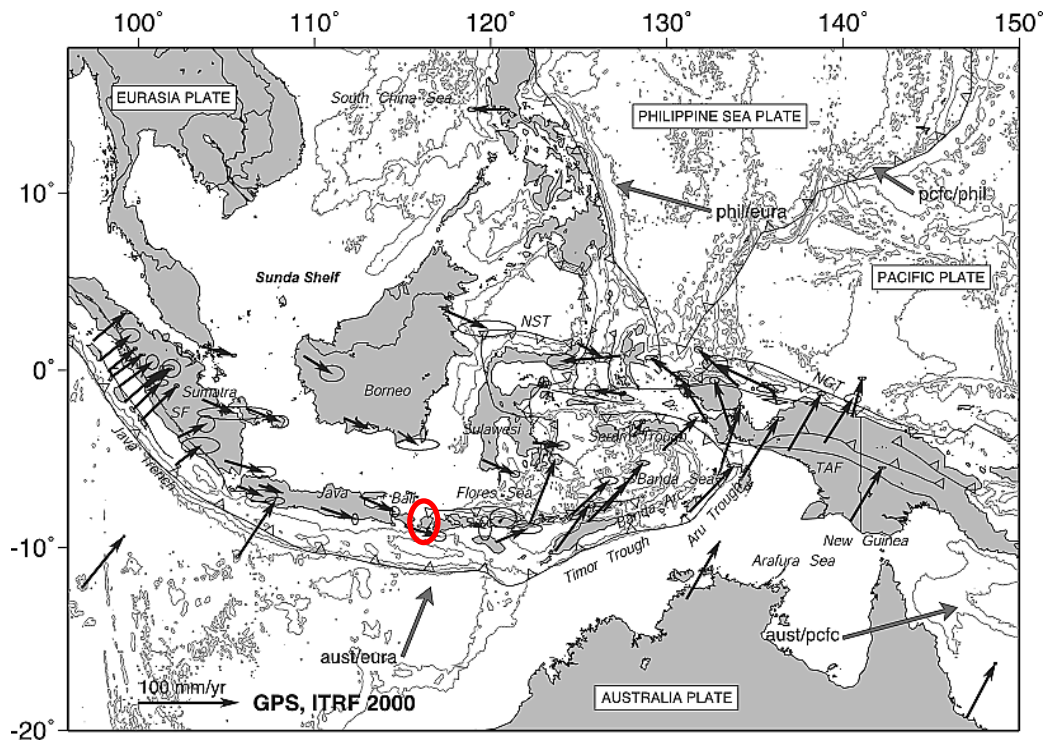 100° 110° 120° 130° 140° 150°
EURASIA PLATE
South China Sea
PHILIPPINE SEA PLATE
10°
phil/eura
pcfc/phil
Sunda Shelf
PACIFIC PLATE
NST
0°
Sumatra
Borneo
NGT
SF
Sulawesi
Seram Trough
Java Trench
TAF
Java
Bali
Flores Sea
Banda Sea
Banda Arc
Aru Trough
-10°
Timor Trough
New Guinea
Arafura Sea
aust/eura
aust/pcfc
100 mm/yr
GPS, ITRF 2000
AUSTRALIA PLATE
-20°